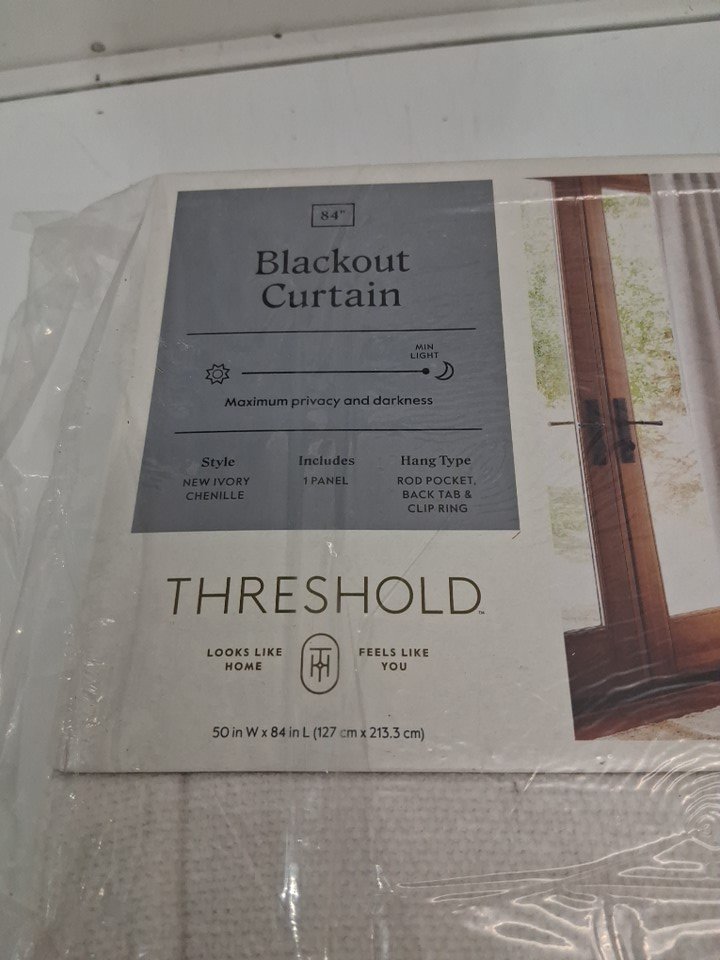 84"
Blackout
Curtain
MIN
LIGHT
Maximum privacy and darkness
Style
NEW IVORY
CHENILLE
Includes
1 PANEL
Hang Type
ROD POCKET,
BACK TAB &
CLIP RING
THRESHOLD™
LOOKS LIKE
HOME
FEELS LIKE
YOU
50 in W x 84 in L (127 cm x 213.3 cm)